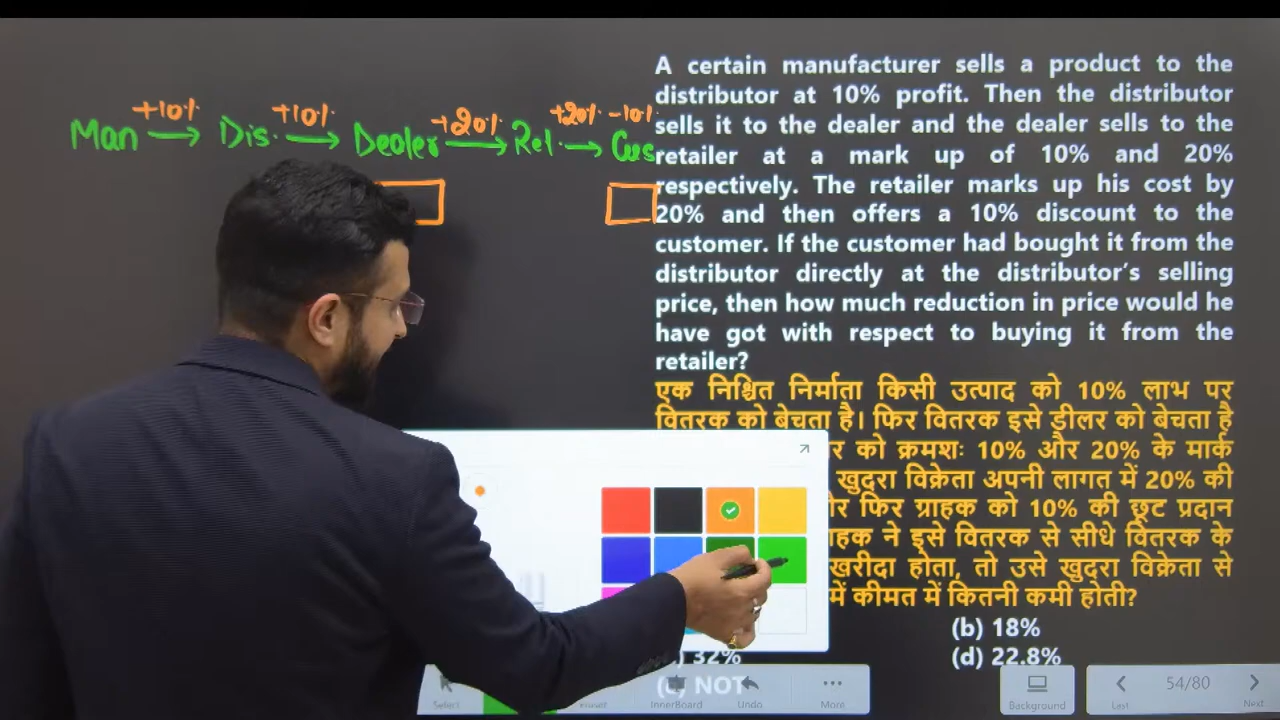 +10% +10% +20% +20% -10%
Man → Dis. → Dealer → Ret. → Cus
A certain manufacturer sells a product to the
distributor at 10% profit. Then the distributor
sells it to the dealer and the dealer sells to the
retailer at a mark up of 10% and 20%
respectively. The retailer marks up his cost by
20% and then offers a 10% discount to the
customer. If the customer had bought it from the
distributor directly at the distributor's selling
price, then how much reduction in price would he
have got with respect to buying it from the
retailer?
एक निश्चित निर्माता किसी उत्पाद को 10% लाभ पर
वितरक को बेचता है। फिर वितरक इसे डीलर को बेचता है
र को क्रमशः 10% और 20% के मार्क
खुदरा विक्रेता अपनी लागत में 20% की
र फिर ग्राहक को 10% की छूट प्रदान
हक ने इसे वितरक से सीधे वितरक के
खरीदा होता, तो उसे खुदरा विक्रेता से
में कीमत में कितनी कमी होती?
(b) 18%
) 32% (d) 22.8%
NOT
Select InnerBoard Undo More Background Last 54/80 Next